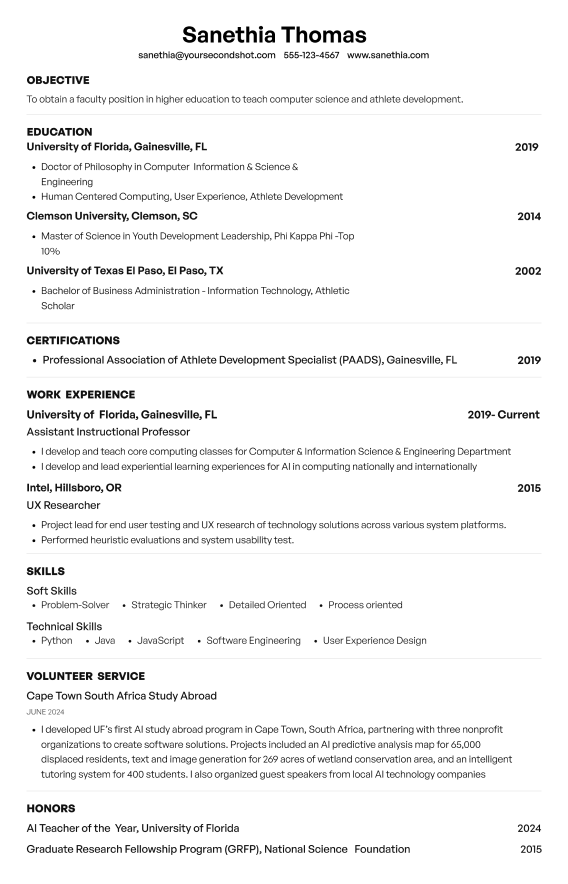 Sanethia Thomas
sanethia@yoursecondshot.com 555-123-4567 www.sanethia.com
OBJECTIVE
To obtain a faculty position in higher education to teach computer science and athlete development.
EDUCATION
University of Florida, Gainesville, FL 2019
• Doctor of Philosophy in Computer Information & Science &
Engineering
• Human Centered Computing, User Experience, Athlete Development
Clemson University, Clemson, SC 2014
• Master of Science in Youth Development Leadership, Phi Kappa Phi -Top
10%
University of Texas El Paso, El Paso, TX 2002
• Bachelor of Business Administration - Information Technology, Athletic
Scholar
CERTIFICATIONS
• Professional Association of Athlete Development Specialist (PAADS), Gainesville, FL 2019
WORK EXPERIENCE
University of Florida, Gainesville, FL 2019- Current
Assistant Instructional Professor
• I develop and teach core computing classes for Computer & Information Science & Engineering Department
• I develop and lead experiential learning experiences for AI in computing nationally and internationally
Intel, Hillsboro, OR 2015
UX Researcher
• Project lead for end user testing and UX research of technology solutions across various system platforms.
• Performed heuristic evaluations and system usability test.
SKILLS
Soft Skills
• Problem-Solver • Strategic Thinker • Detailed Oriented • Process oriented
Technical Skills
• Python • Java • JavaScript • Software Engineering • User Experience Design
VOLUNTEER SERVICE
Cape Town South Africa Study Abroad
JUNE 2024
• I developed UF's first AI study abroad program in Cape Town, South Africa, partnering with three nonprofit
organizations to create software solutions. Projects included an AI predictive analysis map for 65,000
displaced residents, text and image generation for 269 acres of wetland conservation area, and an intelligent
tutoring system for 400 students. I also organized guest speakers from local AI technology companies
HONORS
AI Teacher of the Year, University of Florida 2024
Graduate Research Fellowship Program (GRFP), National Science Foundation 2015